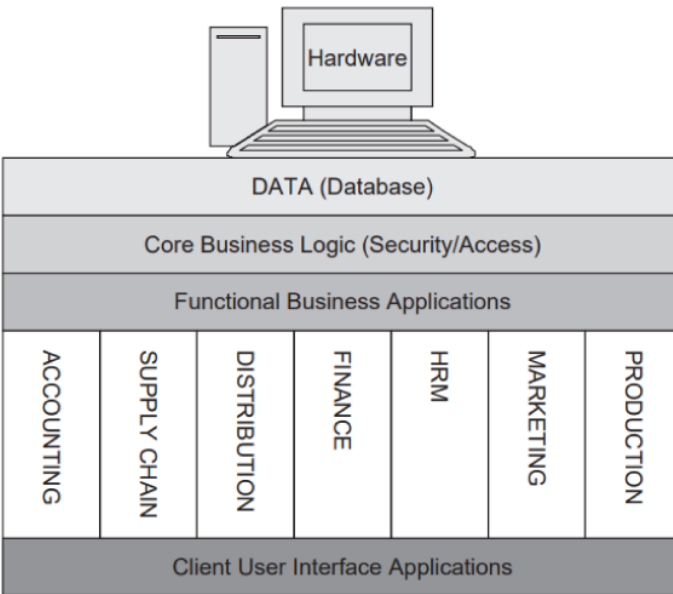 Hardware
DATA (Database)
Core Business Logic (Security/Access)
Functional Business Applications
ACCOUNTING
SUPPLY CHAIN
DISTRIBUTION
FINANCE
HRM
MARKETING
PRODUCTION
Client User Interface Applications